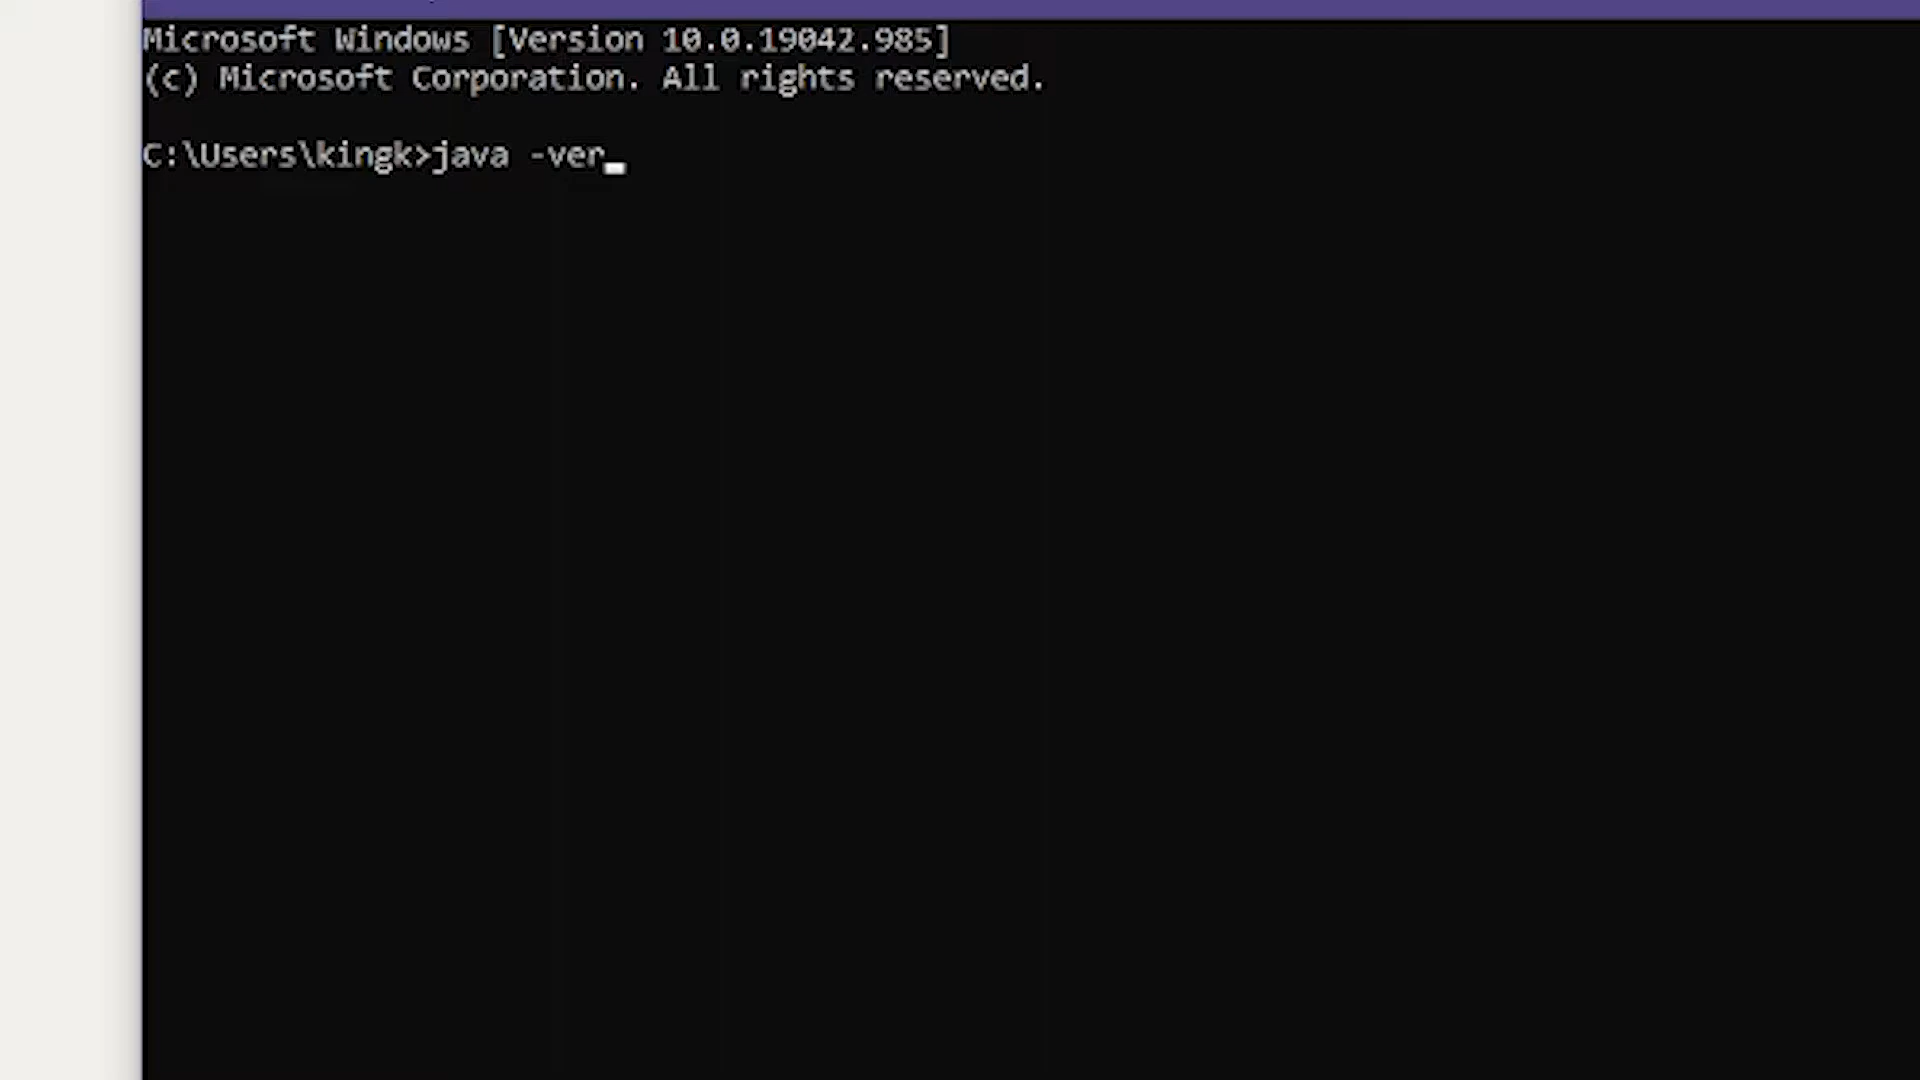 Microsoft Windows [Version 10.0.19042.985]
(c) Microsoft Corporation. All rights reserved.
C:\Users\kingk>java -ver